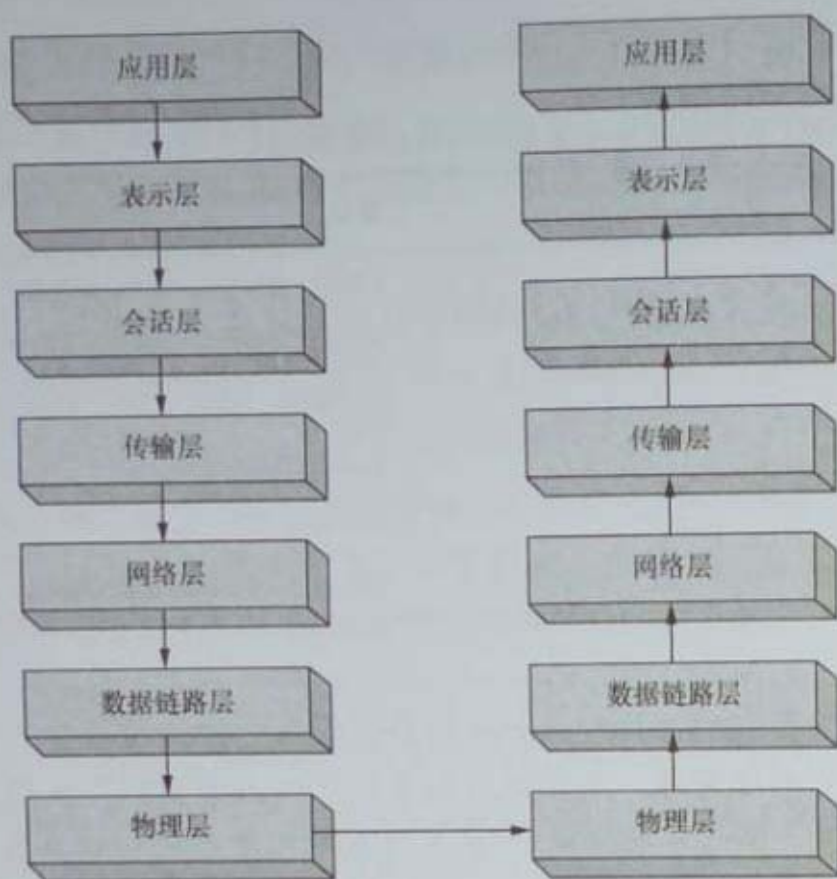 应用层
表示层
会话层
传输层
网络层
数据链路层
物理层
应用层
表示层
会话层
传输层
网络层
数据链路层
物理层